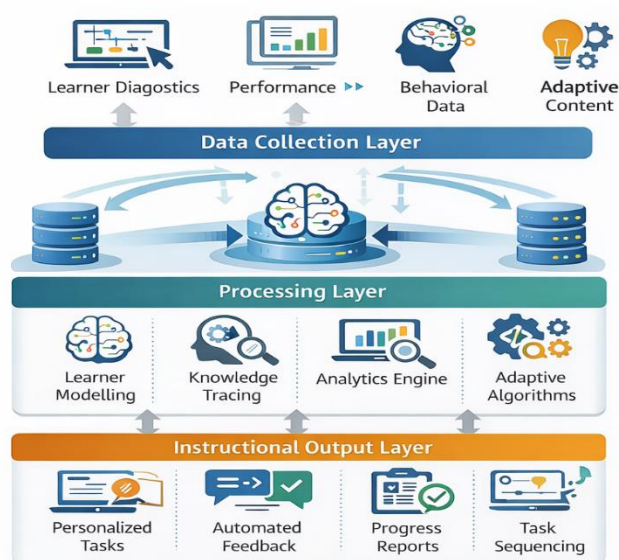 Learner Diagostics
Performance
Behavioral
Data
Adaptive
Content
Data Collection Layer
Processing Layer
Learner
Modelling
Knowledge
Tracing
Analytics Engine
Adaptive
Algorithms
Instructional Output Layer
Personalized
Tasks
Automated
Feedback
Progress
Reports
Task
Sequencing